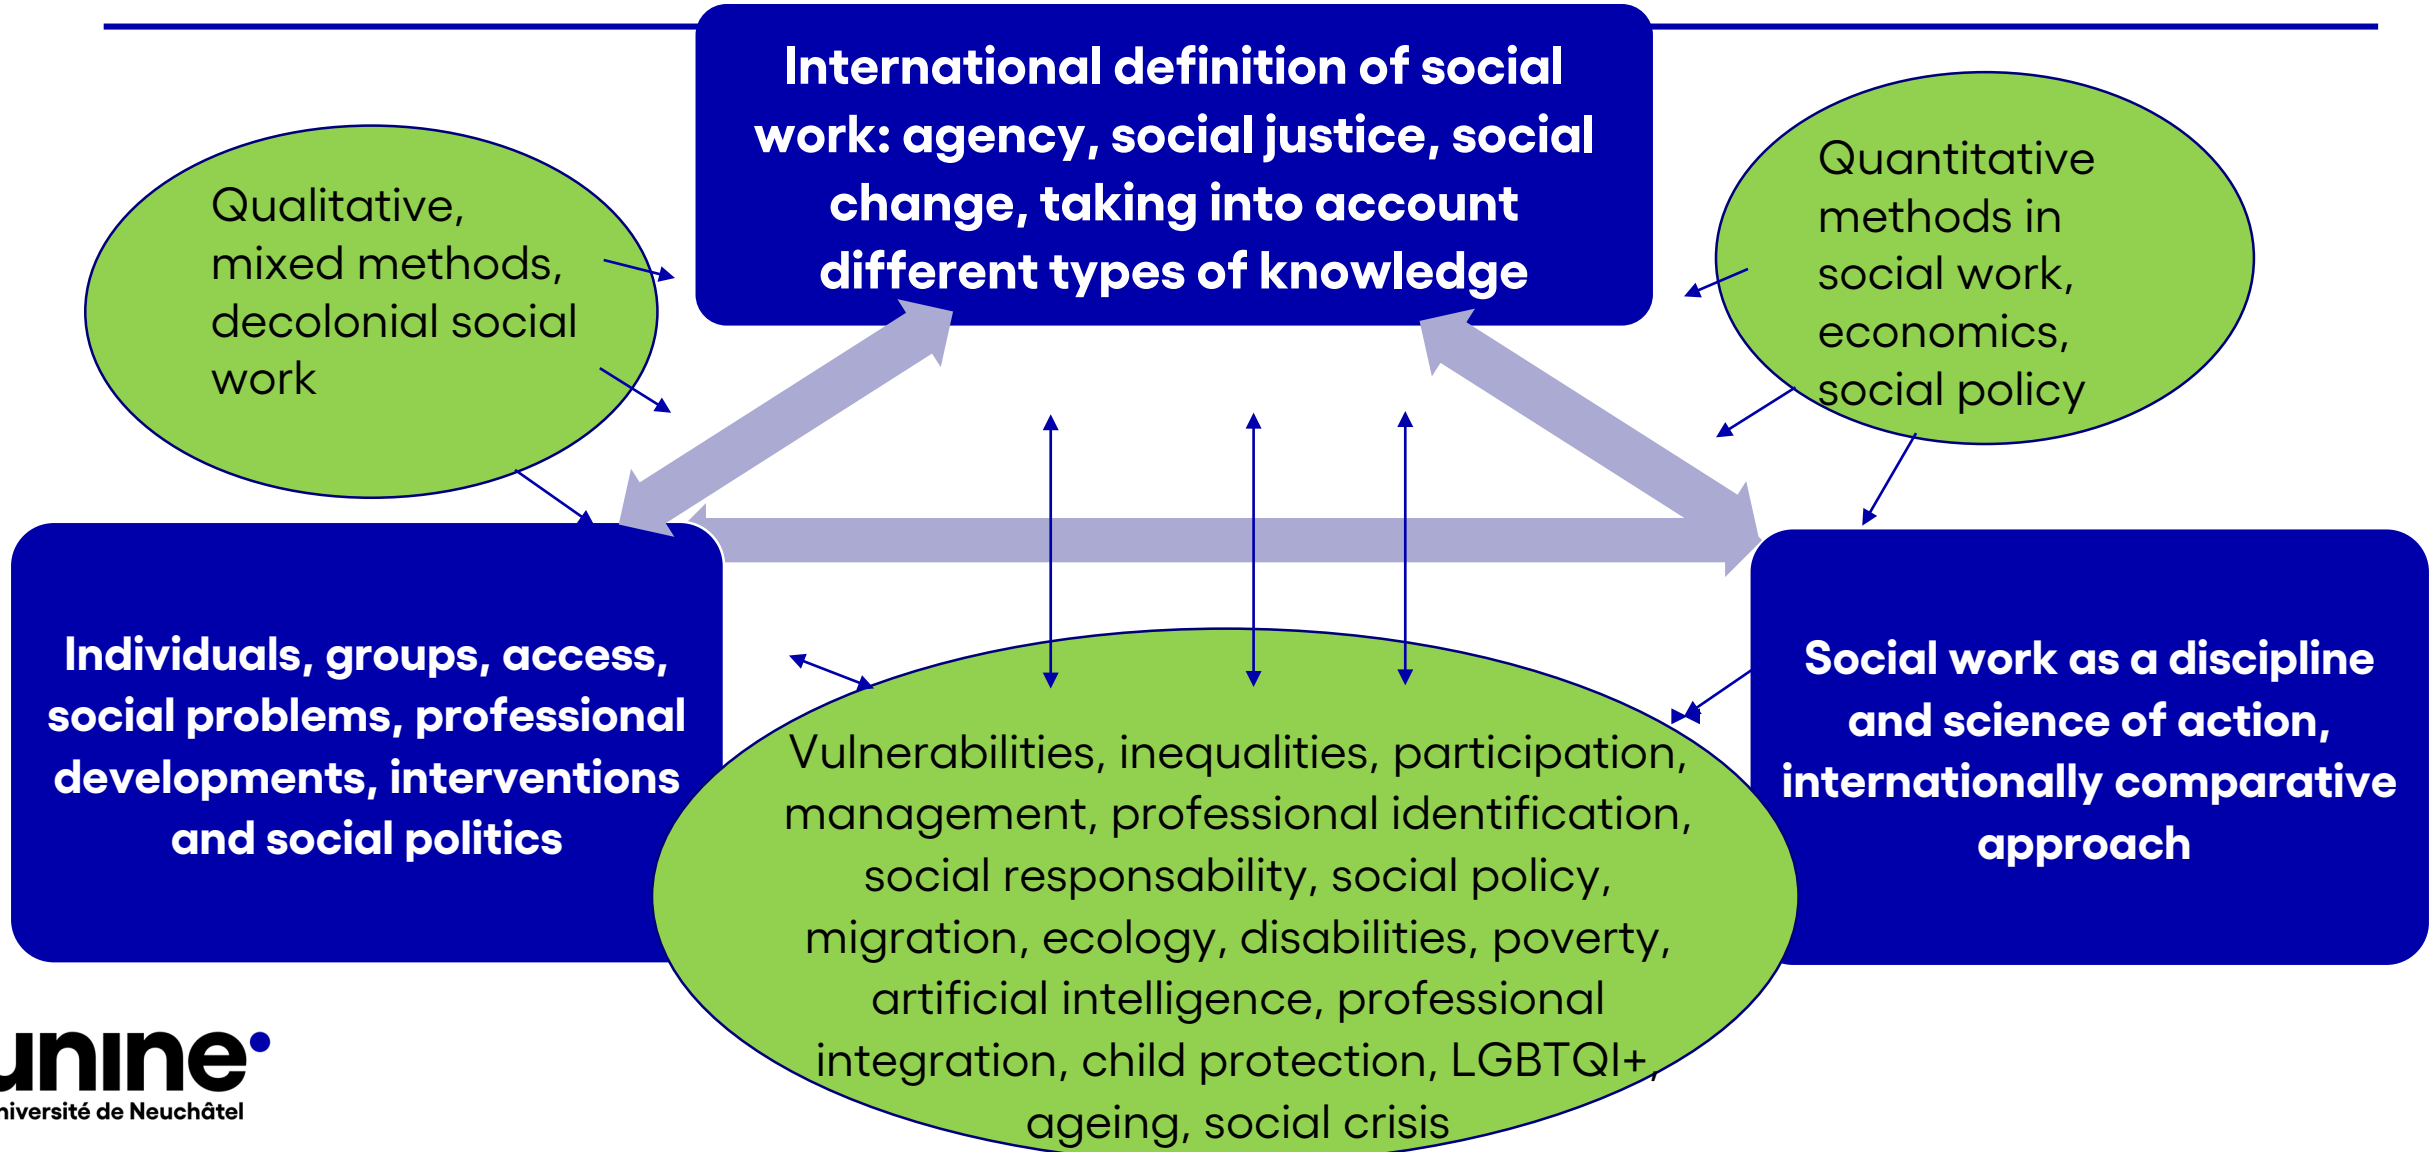 International definition of social
work: agency, social justice, social
change, taking into account
different types of knowledge
Qualitative,
mixed methods,
decolonial social
work
Quantitative
methods in
social work,
economics,
social policy
Individuals, groups, access,
social problems, professional
developments, interventions
and social politics
Social work as a discipline
and science of action,
internationally comparative
approach
Vulnerabilities, inequalities, participation,
management, professional identification,
social responsability, social policy,
migration, ecology, disabilities, poverty,
artificial intelligence, professional
integration, child protection, LGBTQI+,
ageing, social crisis
unine
niversité de Neuchâtel